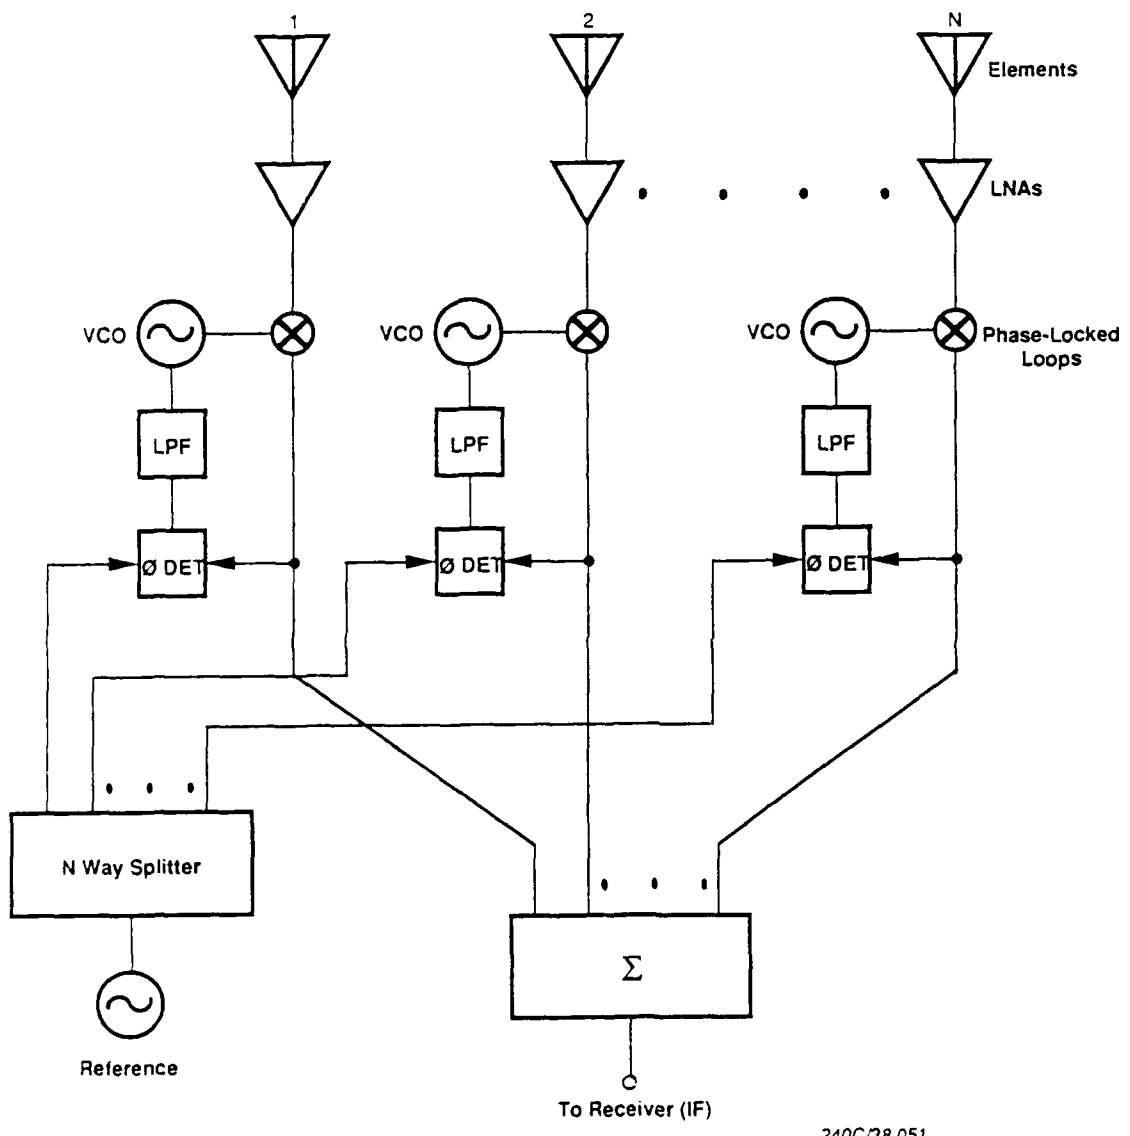 1
2
N
Elements
LNAs
VCO
VCO
VCO
Phase-Locked
Loops
LPF
LPF
LPF
Ø DET
Ø DET
Ø DET
N Way Splitter
Σ
Reference
To Receiver (IF)